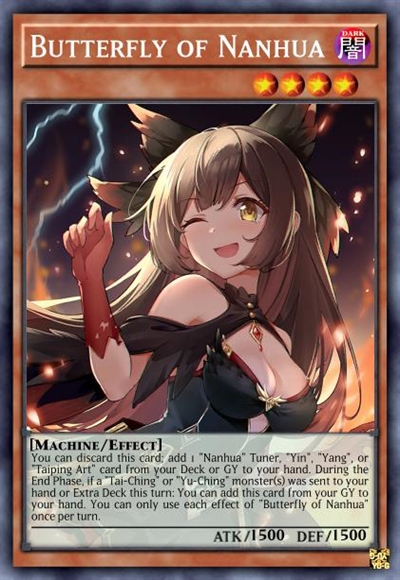 BUTTERFLY OF NANHUA
DARK
闇
[MACHINE/EFFECT]
You can discard this card; add 1 "Nanhua" Tuner, "Yin", "Yang", or
"Taiping Art" card from your Deck or GY to your hand. During the
End Phase, if a "Tai-Ching" or "Yu-Ching" monster(s) was sent to your
hand or Extra Deck this turn: You can add this card from your GY to
your hand. You can only use each effect of "Butterfly of Nanhua"
once per turn.
ATK/1500 DEF/1500